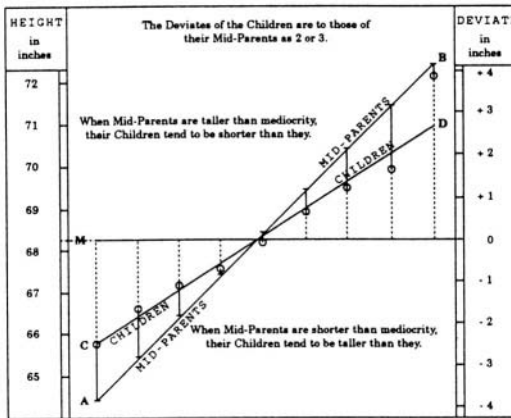 HEIGHT
in
inches
The Deviates of the Children are to those of
their Mid-Parents as 2 or 3.
DEVIATE
in
inches
72
71
70
69
68
67
66
65
B
D
MID-PARENTS
CHILDREN
When Mid-Parents are taller than mediocrity,
their Children tend to be shorter than they.
M
C
A
CHILDREN
MID-PARENTS
When Mid-Parents are shorter than mediocrity,
their Children tend to be taller than they.
+ 4
+ 3
+ 2
+ 1
0
- 1
- 2
- 3
- 4